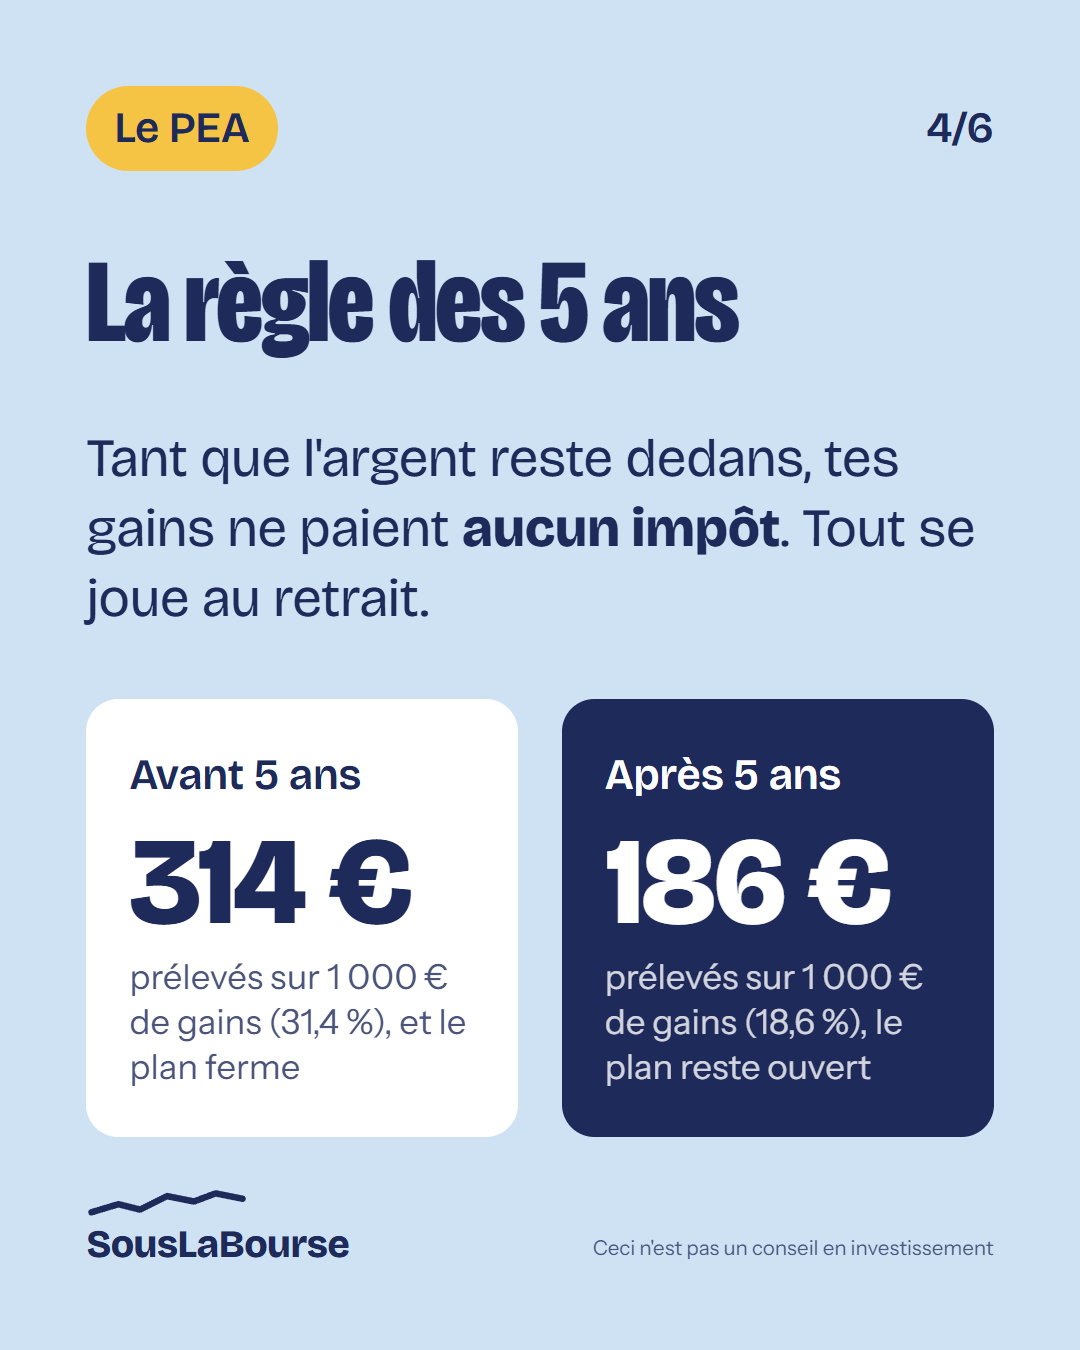 Le PEA
4/6
La règle des 5 ans
Tant que l'argent reste dedans, tes
gains ne paient aucun impôt. Tout se
joue au retrait.
Avant 5 ans
314 €
prélevés sur 1 000 €
de gains (31,4 %), et le
plan ferme
Après 5 ans
186 €
prélevés sur 1 000 €
de gains (18,6 %), le
plan reste ouvert
SousLaBourse
Ceci n'est pas un conseil en investissement